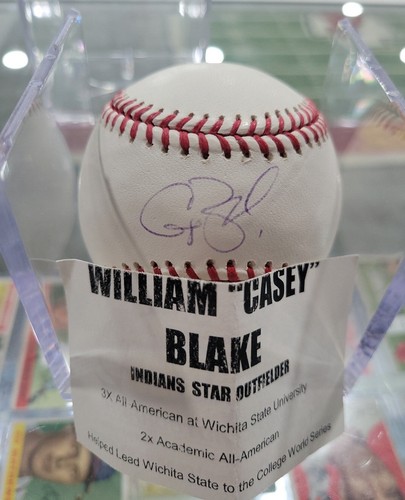 WILLIAM "CASEY"
BLAKE
INDIANS STAR OUTFIELDER
3X All American at Wichita State University
2x Academic All-American
Helped Lead Wichita State to the College World Series